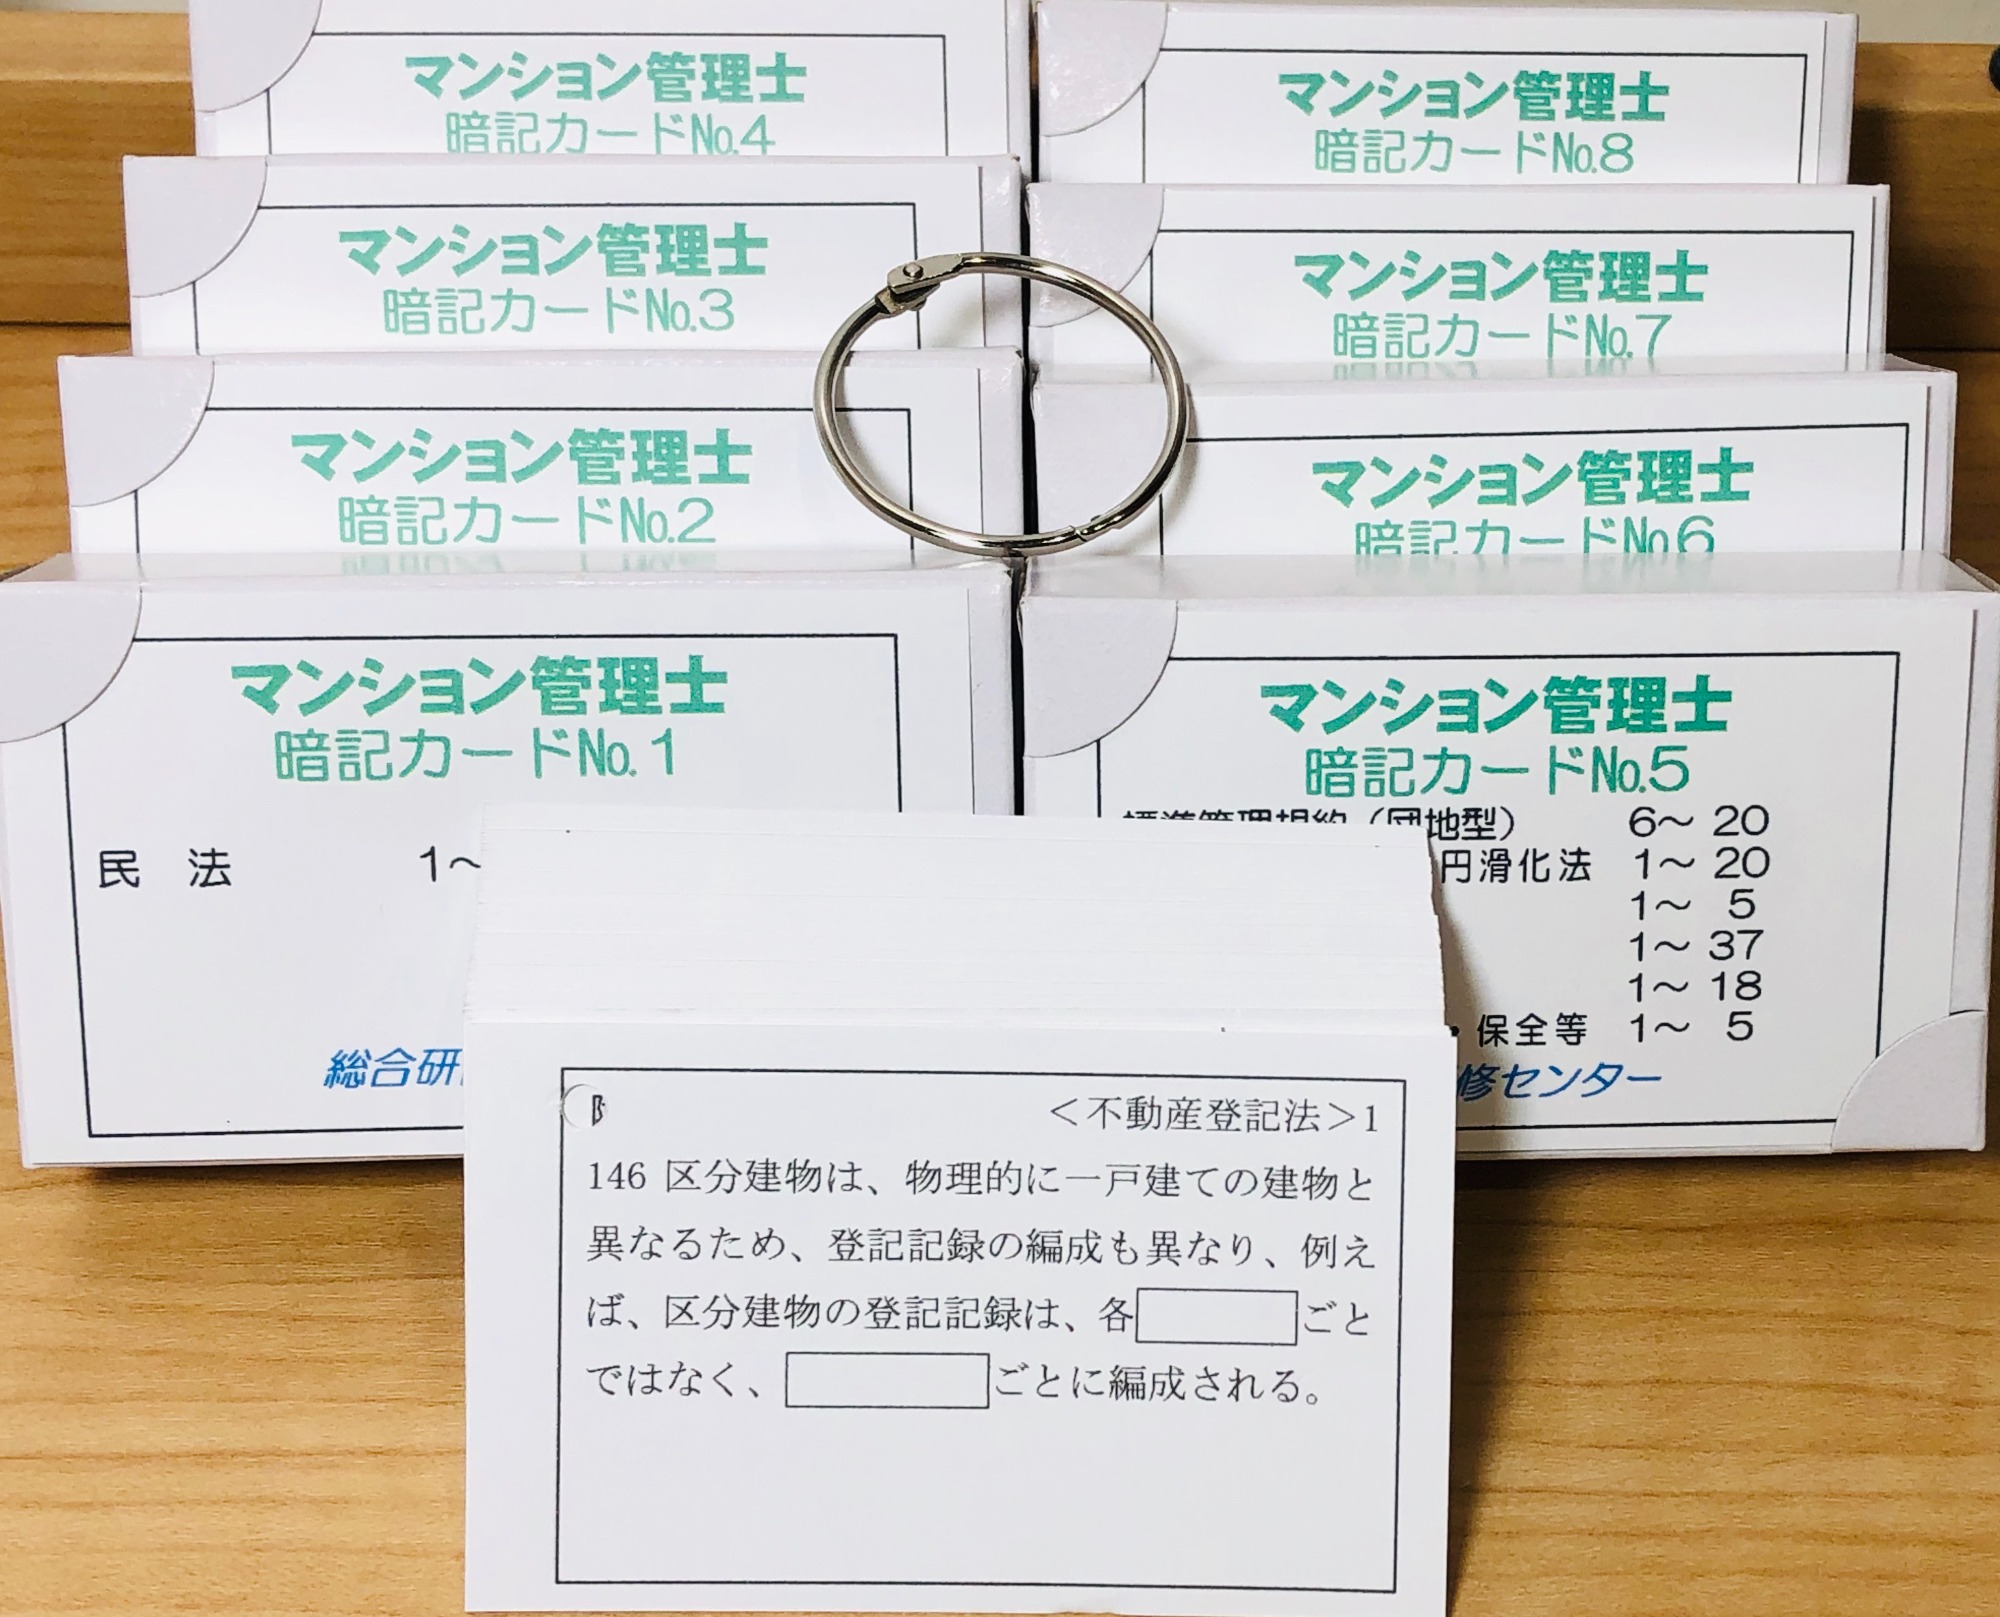 マンション管理士
暗記カードNo.4
マンション管理士
暗記カードNo.3
マンション管理士
暗記カードNo.2
マンション管理士
暗記カードNo.1
民 法 1～
総合研
マンション管理士
暗記カードNo.8
マンション管理士
暗記カードNo.7
マンション管理士
暗記カードNo.6
マンション管理士
暗記カードNo.5
標準管理規約（団地型） 6～ 20
円滑化法 1～ 20
1～ 5
1～ 37
1～ 18
・保全等 1～ 5
修センター
B <不動産登記法>1
146 区分建物は、物理的に一戸建ての建物と
異なるため、登記記録の編成も異なり、例え
ば、区分建物の登記記録は、各 ごと
ではなく、 ごとに編成される。